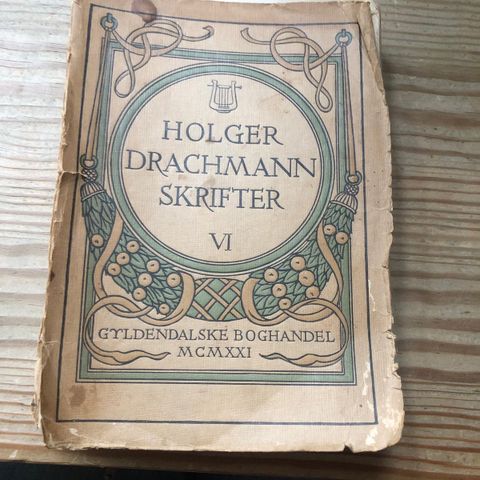 HOLGER
DRACHMANN
SKRIFTER
VI
GYLDENDALSKE BOGHANDEL
MCMXXI